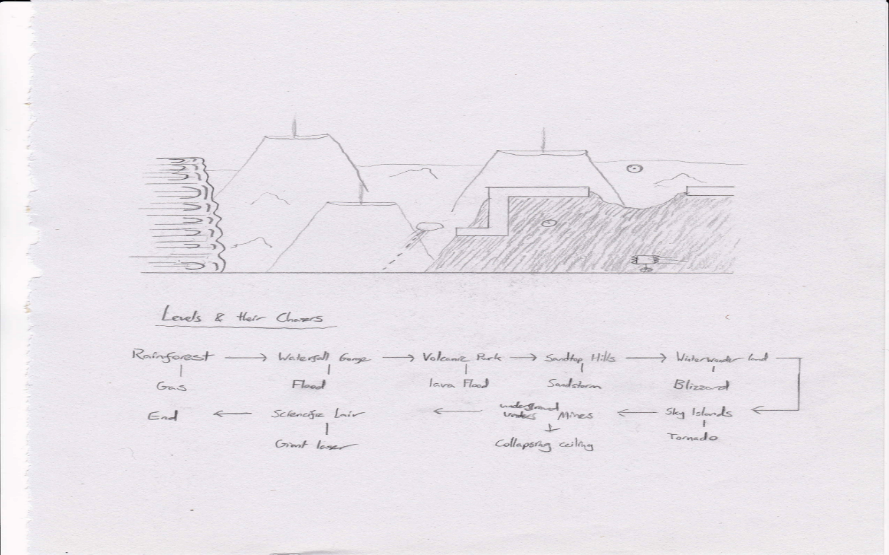 Levels & their Chasers
Rainforest → Waterfall Gorge → Volcanic Park → Sandtop Hills → Winterwonder land
Gas Flood lava Flood Sandstorm Blizzard
End ← Scientific Lair ← underground Mines ← Sky Islands
Giant laser Collapsing ceiling Tornado